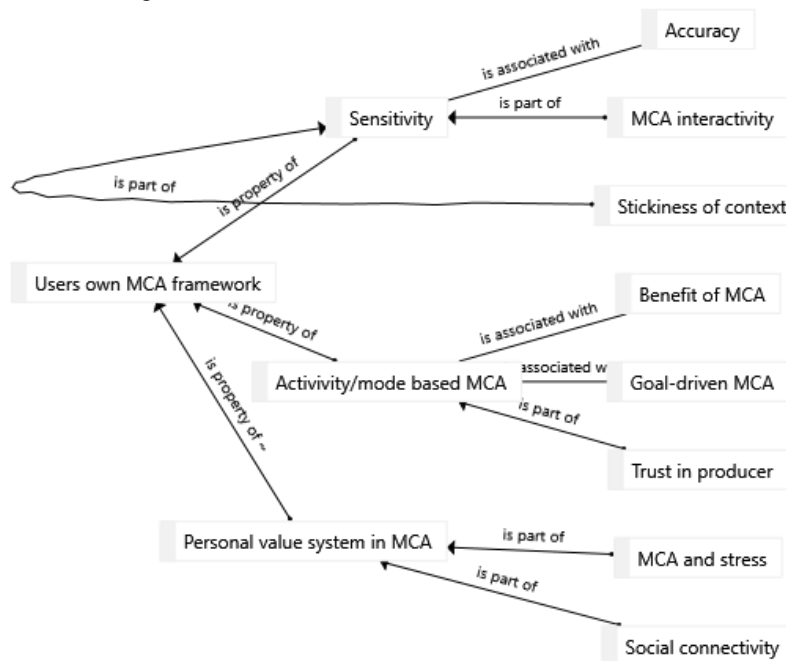 Accuracy
is associated with
Sensitivity
is part of
MCA interactivity
is property of
is part of
Stickiness of context
Users own MCA framework
is property of
Benefit of MCA
is associated with
Activivity/mode based MCA
associated w
Goal-driven MCA
is part of
Trust in producer
is property of ~
Personal value system in MCA
is part of
MCA and stress
is part of
Social connectivity